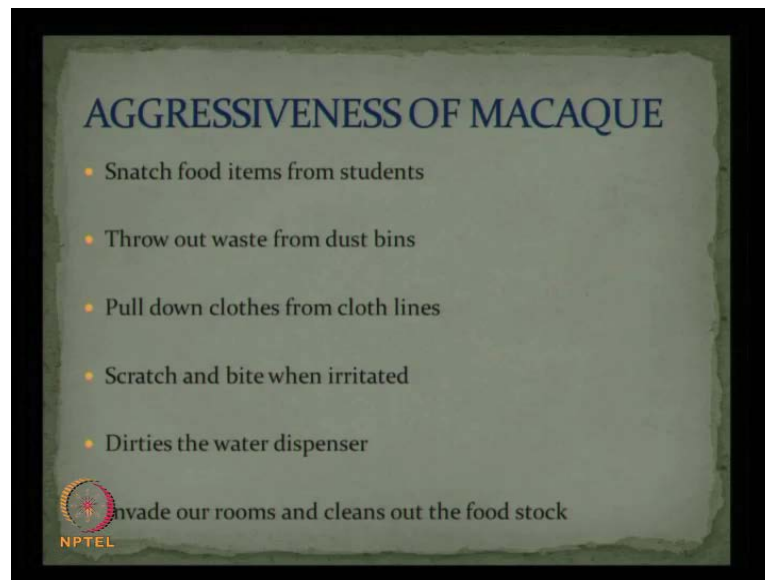 AGGRESSIVENESS OF MACAQUE
Snatch food items from students
Throw out waste from dust bins
Pull down clothes from cloth lines
Scratch and bite when irritated
Dirties the water dispenser
nvade our rooms and cleans out the food stock
NPTEL